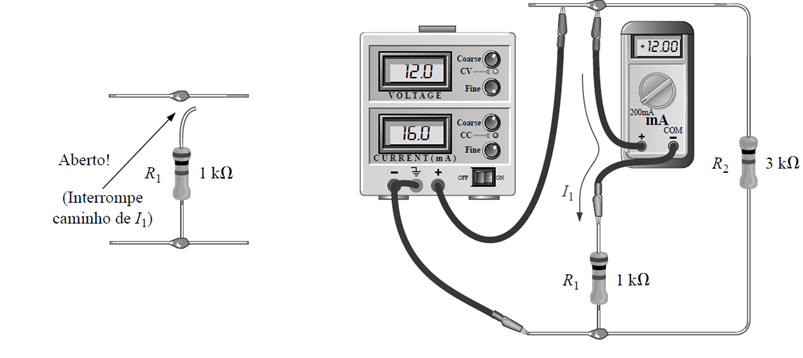 Aberto!
(Interrompe
caminho de I1)
R1 1 kΩ
12.0
VOLTAGE
Coarse
CV
Fine
16.0
CURRENT (mA)
Coarse
CC
Fine
− +
OFF ON
I1
+12.00
200mA
mA
COM
+ −
R1 1 kΩ
R2 3 kΩ